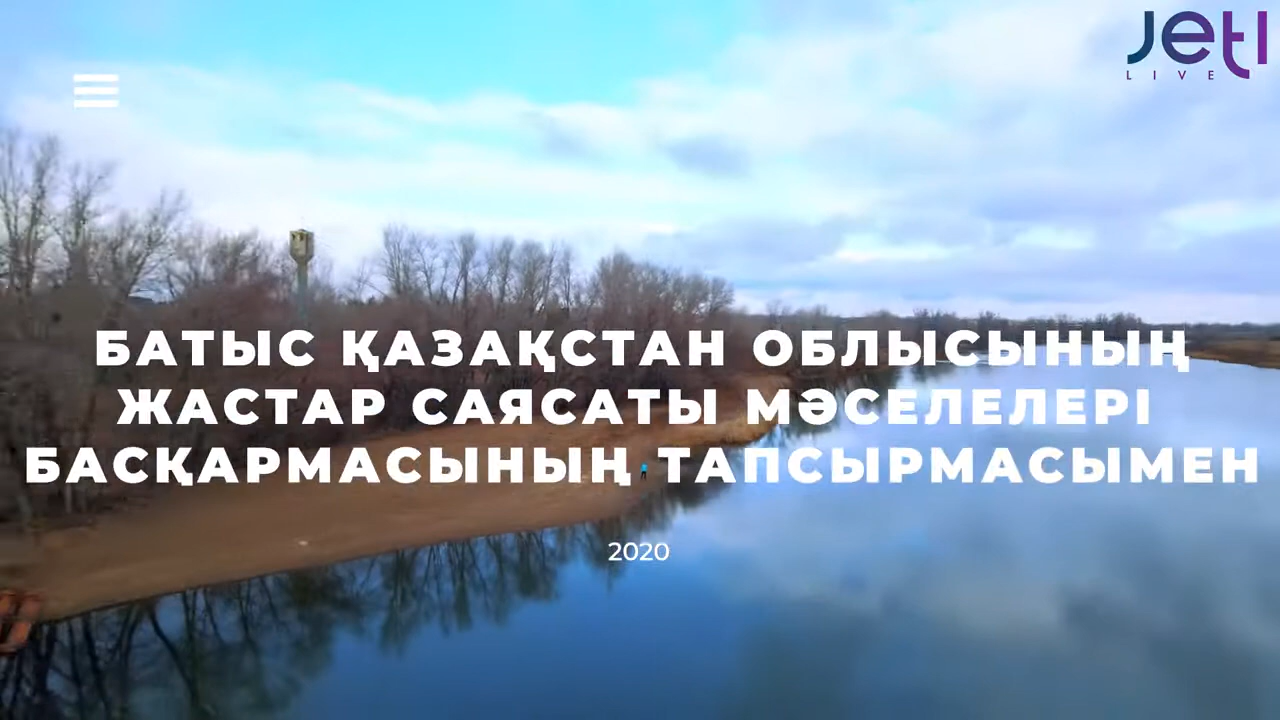 Jeti
LIVE
БАТЫС ҚАЗАҚСТАН ОБЛЫСЫНЫҢ
ЖАСТАР САЯСАТЫ МӘСЕЛЕЛЕРІ
БАСҚАРМАСЫНЫҢ ТАПСЫРМАСЫМЕН
2020